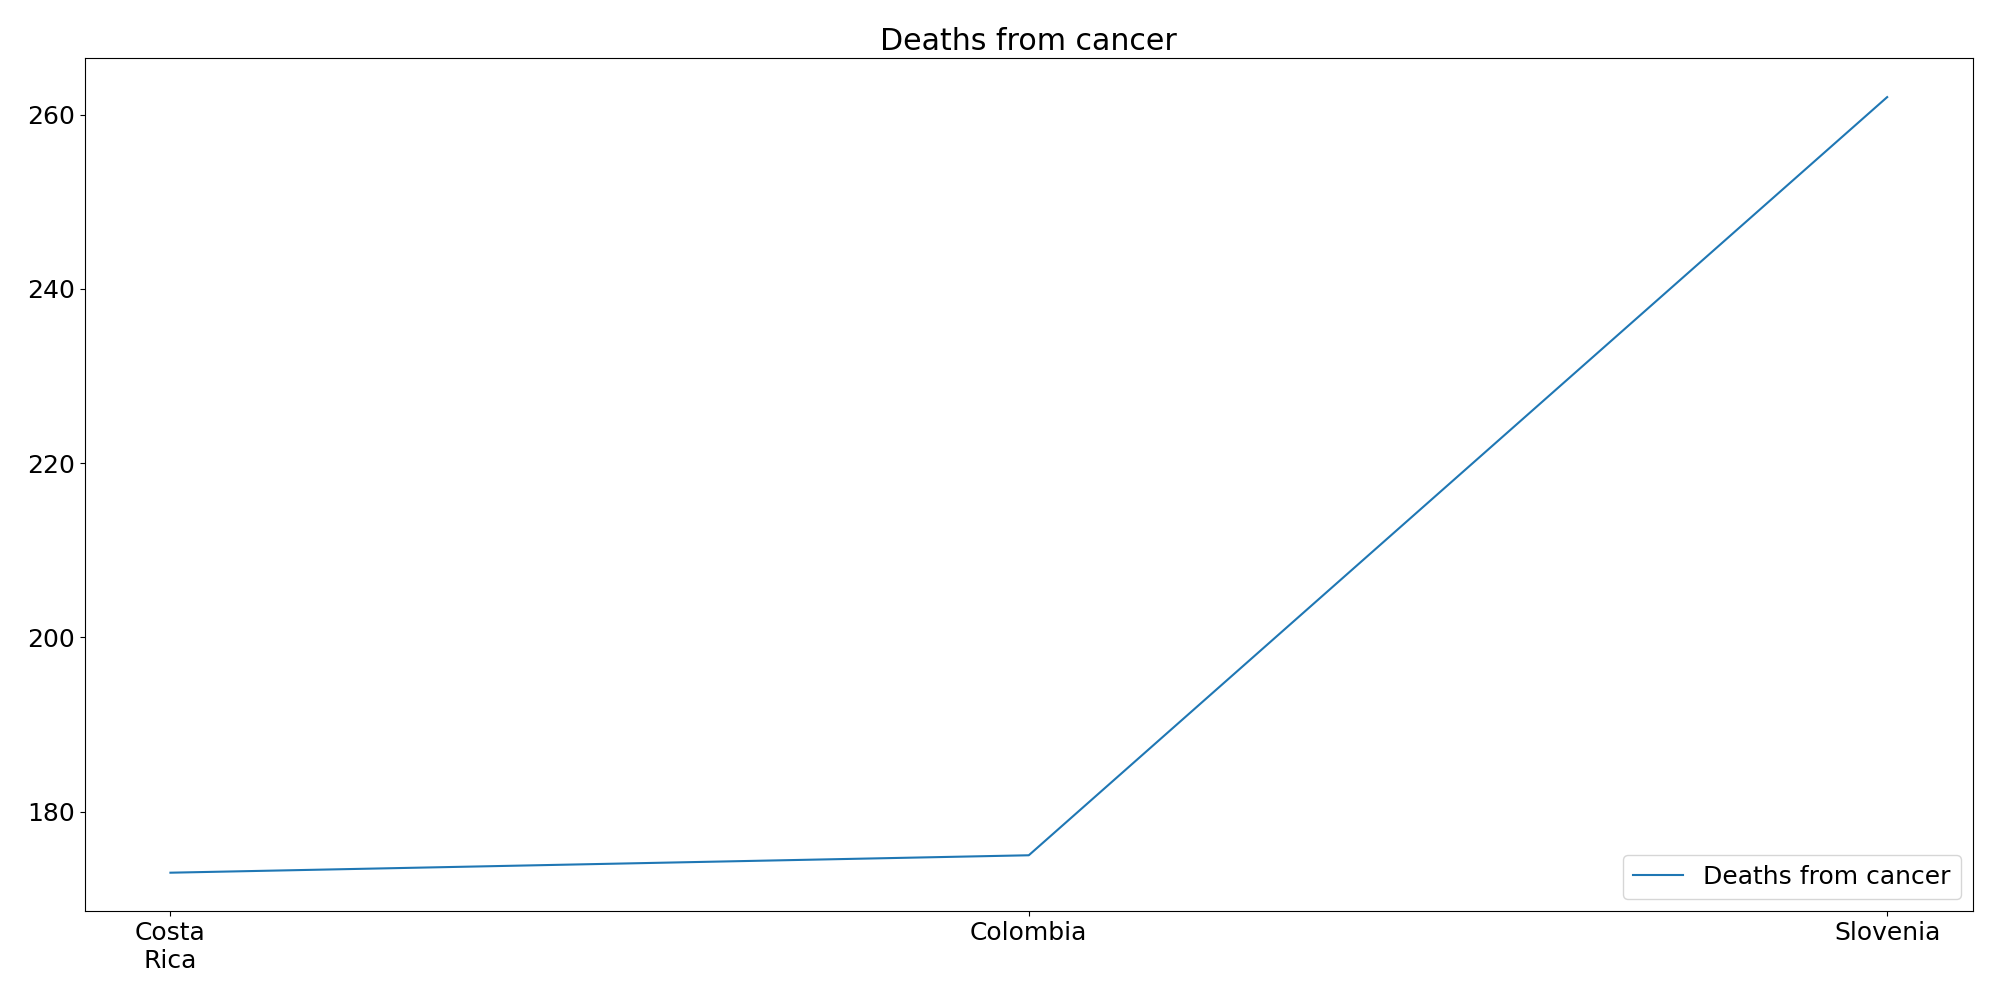 Deaths from cancer
260
240
220
200
180
Deaths from cancer
Costa
Rica
Colombia
Slovenia